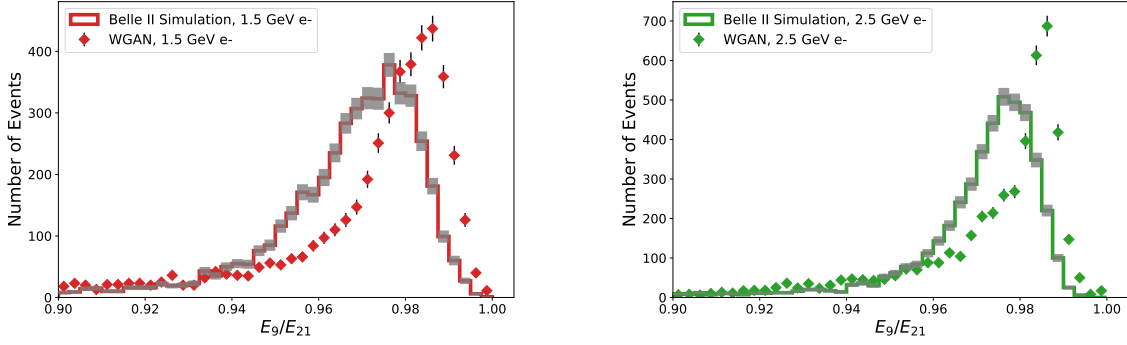 Belle II Simulation, 1.5 GeV e-
WGAN, 1.5 GeV e-
Number of Events
400
300
200
100
0
0.90 0.92 0.94 0.96 0.98 1.00
E₉/E₂₁
Belle II Simulation, 2.5 GeV e-
WGAN, 2.5 GeV e-
Number of Events
700
600
500
400
300
200
100
0
0.90 0.92 0.94 0.96 0.98 1.00
E₉/E₂₁